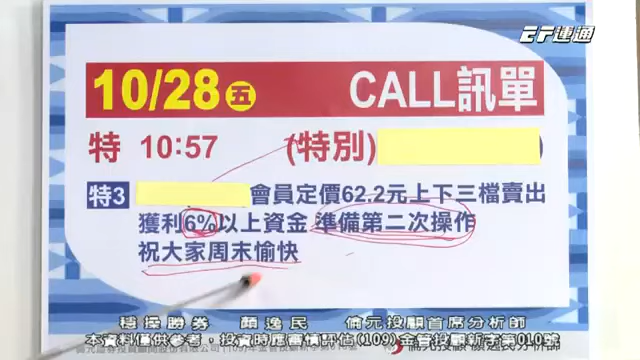 EF運通
10/28五 CALL訊單
特 10:57 (特別)
特3 會員定價62.2元上下三檔賣出
獲利6%以上資金 準備第二次操作
祝大家周末愉快
穩操勝券 顏逸民 倫元投顧首席分析師
本資料僅供參考，投資時應審慎評估(109)金管投顧新字第010號